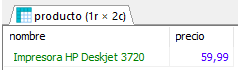 producto (1r × 2c)
nombre precio
Impresora HP Deskjet 3720 59,99